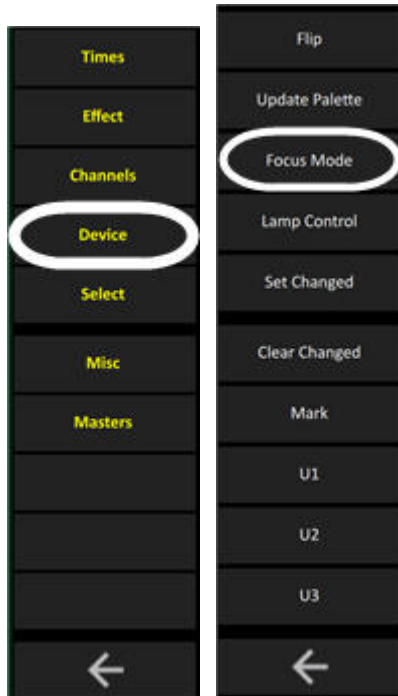 Times
Effect
Channels
Device
Select
Misc
Masters
Flip
Update Palette
Focus Mode
Lamp Control
Set Changed
Clear Changed
Mark
U1
U2
U3